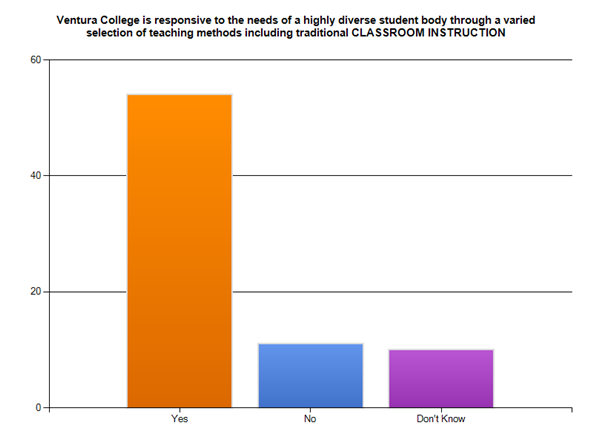 Ventura College is responsive to the needs of a highly diverse student body through a varied
selection of teaching methods including traditional CLASSROOM INSTRUCTION
60
40
20
0
Yes No Don't Know